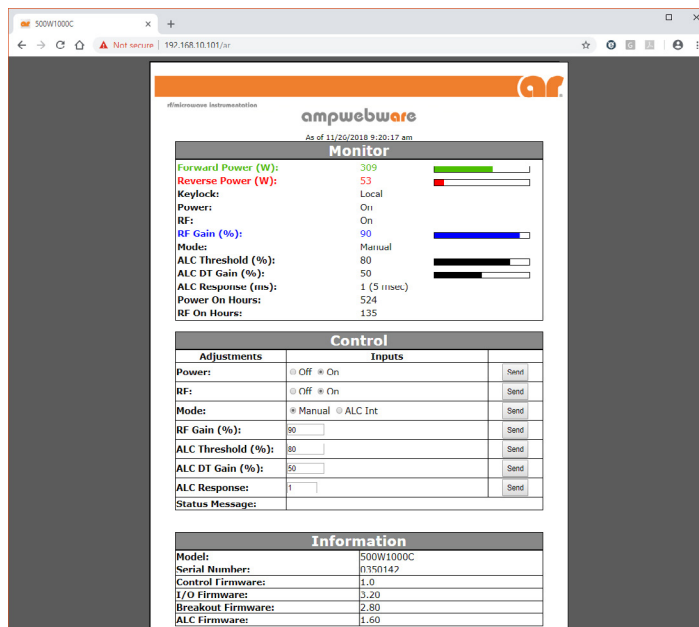 500W1000C
Not secure | 192.168.10.101/ar
ar
rf/microwave instrumentation
ampwebware
As of 11/26/2018 9:20:17 am
Monitor
Forward Power (W): 309
Reverse Power (W): 53
Keylock: Local
Power: On
RF: On
RF Gain (%): 90
Mode: Manual
ALC Threshold (%): 80
ALC DT Gain (%): 50
ALC Response (ms): 1 (5 msec)
Power On Hours: 524
RF On Hours: 135
Control
Adjustments Inputs
Power: Off On Send
RF: Off On Send
Mode: Manual ALC Int Send
RF Gain (%): 90 Send
ALC Threshold (%): 80 Send
ALC DT Gain (%): 50 Send
ALC Response: 1 Send
Status Message:
Information
Model: 500W1000C
Serial Number: 0350142
Control Firmware: 1.0
I/O Firmware: 3.20
Breakout Firmware: 2.80
ALC Firmware: 1.60